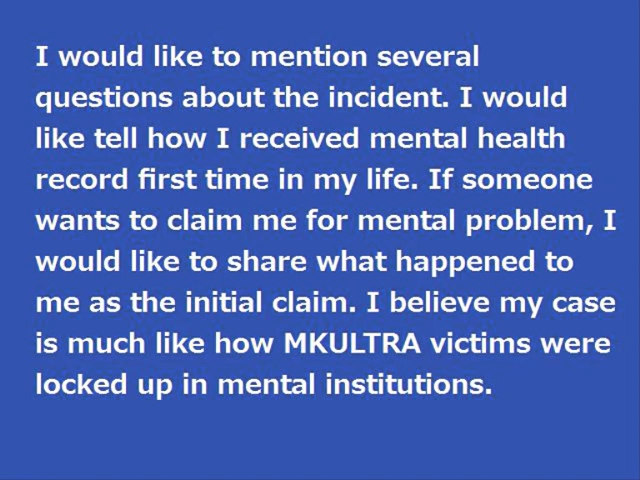 I would like to mention several
questions about the incident. I would
like tell how I received mental health
record first time in my life. If someone
wants to claim me for mental problem, I
would like to share what happened to
me as the initial claim. I believe my case
is much like how MKULTRA victims were
locked up in mental institutions.